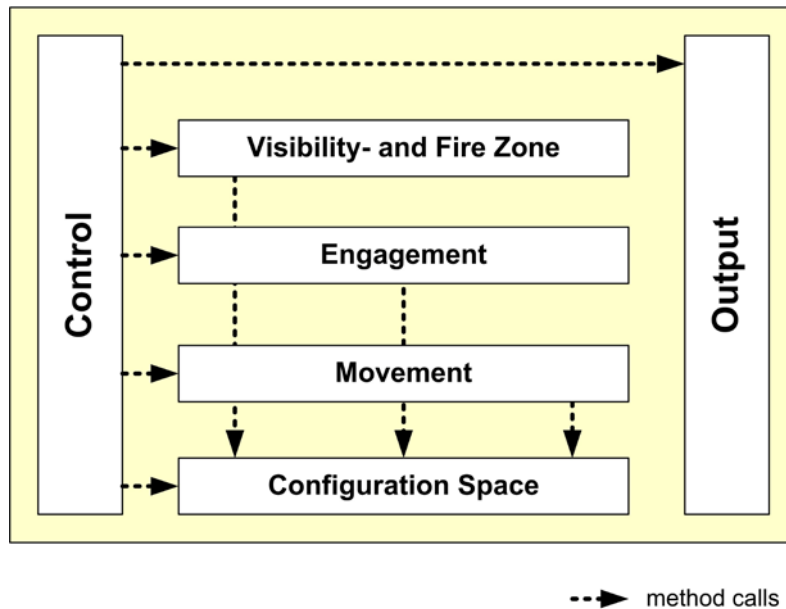 Control
Visibility- and Fire Zone
Engagement
Movement
Configuration Space
Output
method calls